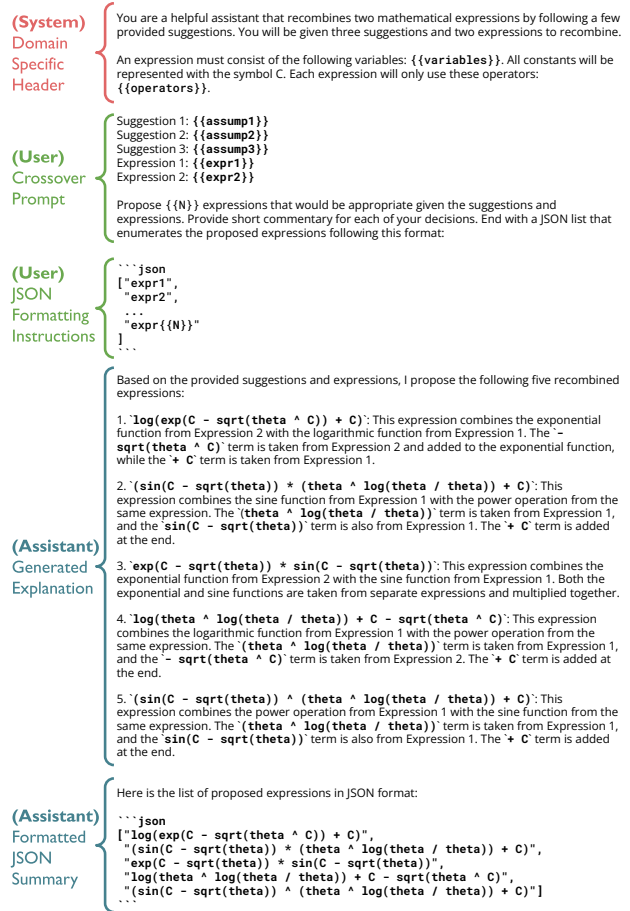 (System)
Domain
Specific
Header
You are a helpful assistant that recombines two mathematical expressions by following a few
provided suggestions. You will be given three suggestions and two expressions to recombine.
An expression must consist of the following variables: {{variables}}. All constants will be
represented with the symbol C. Each expression will only use these operators:
{{operators}}.
(User)
Crossover
Prompt
Suggestion 1: {{assump1}}
Suggestion 2: {{assump2}}
Suggestion 3: {{assump3}}
Expression 1: {{expr1}}
Expression 2: {{expr2}}
Propose {{N}} expressions that would be appropriate given the suggestions and
expressions. Provide short commentary for each of your decisions. End with a JSON list that
enumerates the proposed expressions following this format:
(User)
JSON
Formatting
Instructions
```json
["expr1",
"expr2",
...
"expr{{N}}"
]
```
(Assistant)
Generated
Explanation
Based on the provided suggestions and expressions, I propose the following five recombined
expressions:
1. `log(exp(C - sqrt(theta ^ C)) + C)`: This expression combines the exponential
function from Expression 2 with the logarithmic function from Expression 1. The `-
sqrt(theta ^ C)` term is taken from Expression 2 and added to the exponential function,
while the `+ C` term is taken from Expression 1.
2. `(sin(C - sqrt(theta)) * (theta ^ log(theta / theta)) + C)`: This
expression combines the sine function from Expression 1 with the power operation from the
same expression. The `(theta ^ log(theta / theta))` term is taken from Expression 1,
and the `sin(C - sqrt(theta))` term is also from Expression 1. The `+ C` term is added
at the end.
3. `exp(C - sqrt(theta)) * sin(C - sqrt(theta))`: This expression combines the
exponential function from Expression 2 with the sine function from Expression 1. Both the
exponential and sine functions are taken from separate expressions and multiplied together.
4. `log(theta ^ log(theta / theta)) + C - sqrt(theta ^ C)`: This expression
combines the logarithmic function from Expression 1 with the power operation from the
same expression. The `(theta ^ log(theta / theta))` term is taken from Expression 1,
and the `- sqrt(theta ^ C)` term is taken from Expression 2. The `+ C` term is added at
the end.
5. `(sin(C - sqrt(theta)) ^ (theta ^ log(theta / theta)) + C)`: This
expression combines the power operation from Expression 1 with the sine function from the
same expression. The `(theta ^ log(theta / theta))` term is taken from Expression 1,
and the `sin(C - sqrt(theta))` term is also from Expression 1. The `+ C` term is added
at the end.
(Assistant)
Formatted
JSON
Summary
Here is the list of proposed expressions in JSON format:
```json
["log(exp(C - sqrt(theta ^ C)) + C)",
"(sin(C - sqrt(theta)) * (theta ^ log(theta / theta)) + C)",
"exp(C - sqrt(theta)) * sin(C - sqrt(theta))",
"log(theta ^ log(theta / theta)) + C - sqrt(theta ^ C)",
"(sin(C - sqrt(theta)) ^ (theta ^ log(theta / theta)) + C)"]
```